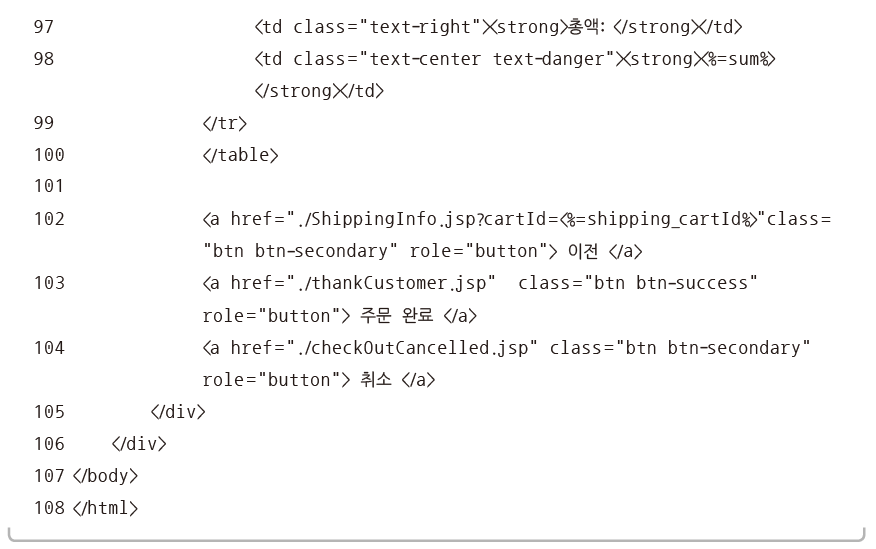 97 <td class="text-right"><strong>총액: </strong></td>
98 <td class="text-center text-danger"><strong><%=sum%>
</strong></td>
99 </tr>
100 </table>
101
102 <a href="./ShippingInfo.jsp?cartId=<%=shipping_cartId%>"class=
"btn btn-secondary" role="button"> 이전 </a>
103 <a href="./thankCustomer.jsp"  class="btn btn-success"
role="button"> 주문 완료 </a>
104 <a href="./checkOutCancelled.jsp" class="btn btn-secondary"
role="button"> 취소 </a>
105 </div>
106 </div>
107 </body>
108 </html>